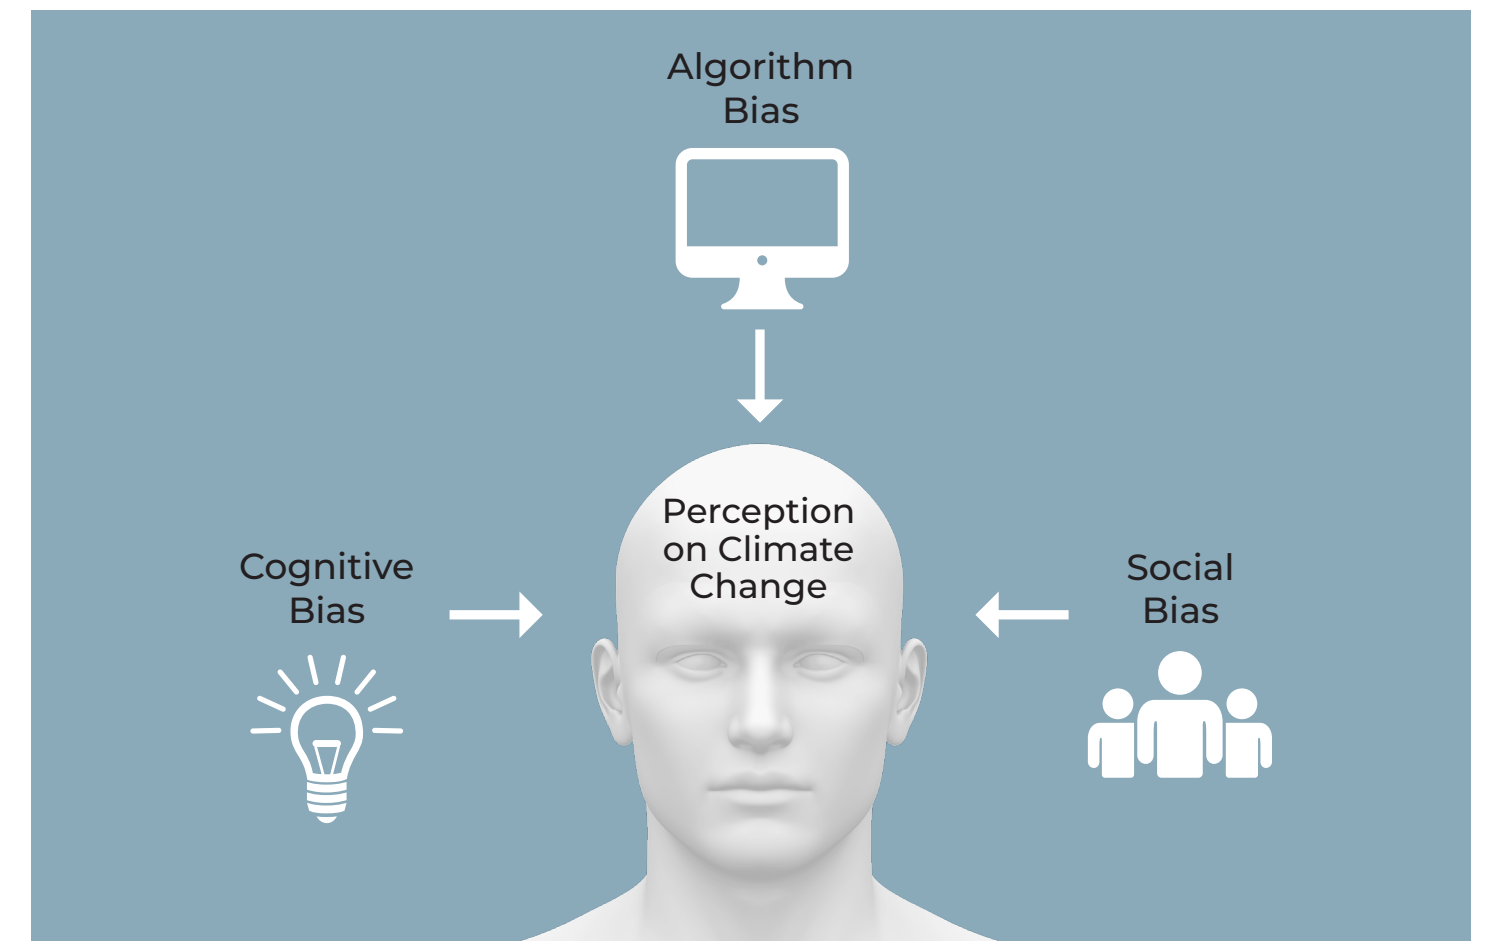 Algorithm
Bias
Perception
on Climate
Change
Cognitive
Bias
Social
Bias